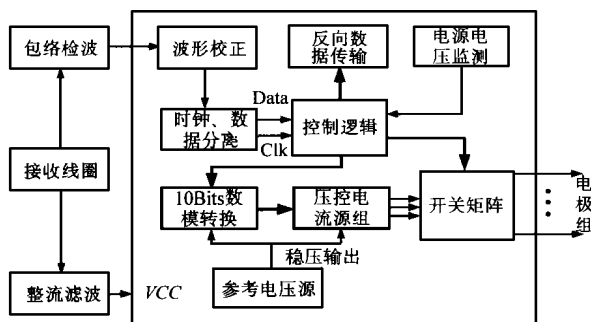 包络检波
波形校正
反向数
据传输
电源电
压监测
时钟、数
据分离
Data
Clk
控制逻辑
接收线圈
10Bits数
模转换
压控电
流源组
开关矩阵
电
极
组
稳压输出
整流滤波
VCC
参考电压源